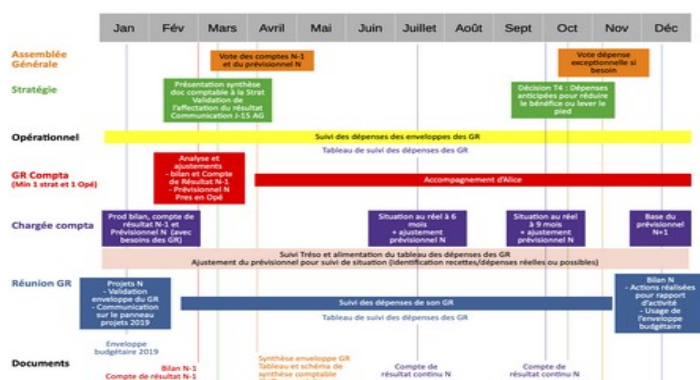 Jan Fév Mars Avril Mai Juin Juillet Août Sept Oct Nov Déc
Assemblée
Générale
Vote des comptes N-1
et du prévisionnel N
Vote dépense
exceptionnelle si
besoin
Stratégie
Présentation synthèse
doc comptable à la Strat
Validation de
l'affectation du résultat
Communication J-15 AG
Décision T4 : Dépenses
anticipées pour réduire
le bénéfice ou lever le
pied
Opérationnel
Suivi des dépenses des enveloppes des GR
Tableau de suivi des dépenses des GR
GR Compta
(Min 1 strat et 1 Opé)
Analyse et
ajustements
- bilan et Compte
de Résultat N-1
- Prévisionnel N
Pres en Opé
Accompagnement d'Alice
Chargée compta
Prod bilan, compte de
résultat N-1 et
Prévisionnel N (avec
besoins des GR)
Situation au réel à 6
mois
+ ajustement
prévisionnel N
Situation au réel
à 9 mois
+ ajustement
prévisionnel N
Base du
prévisionnel
N+1
Suivi Tréso et alimentation du tableau des dépenses des GR
Ajustement du prévisionnel pour suivi de situation (identification recettes/dépenses réelles ou possibles)
Réunion GR
Projets N
- Validation
enveloppe du GR
- Communication
sur le panneau
projets 2019
Suivi des dépenses de son GR
Tableau de suivi des dépenses des GR
Bilan N
- Actions réalisées
pour rapport
d'activité
- Usage de
l'enveloppe
budgétaire
Enveloppe
budgétaire 2019
Documents
Bilan N-1
Compte de résultat N-1
Synthèse enveloppe GR
Tableau et schéma de
synthèse comptable
Compte de
résultat continu N
Compte de
résultat continu N